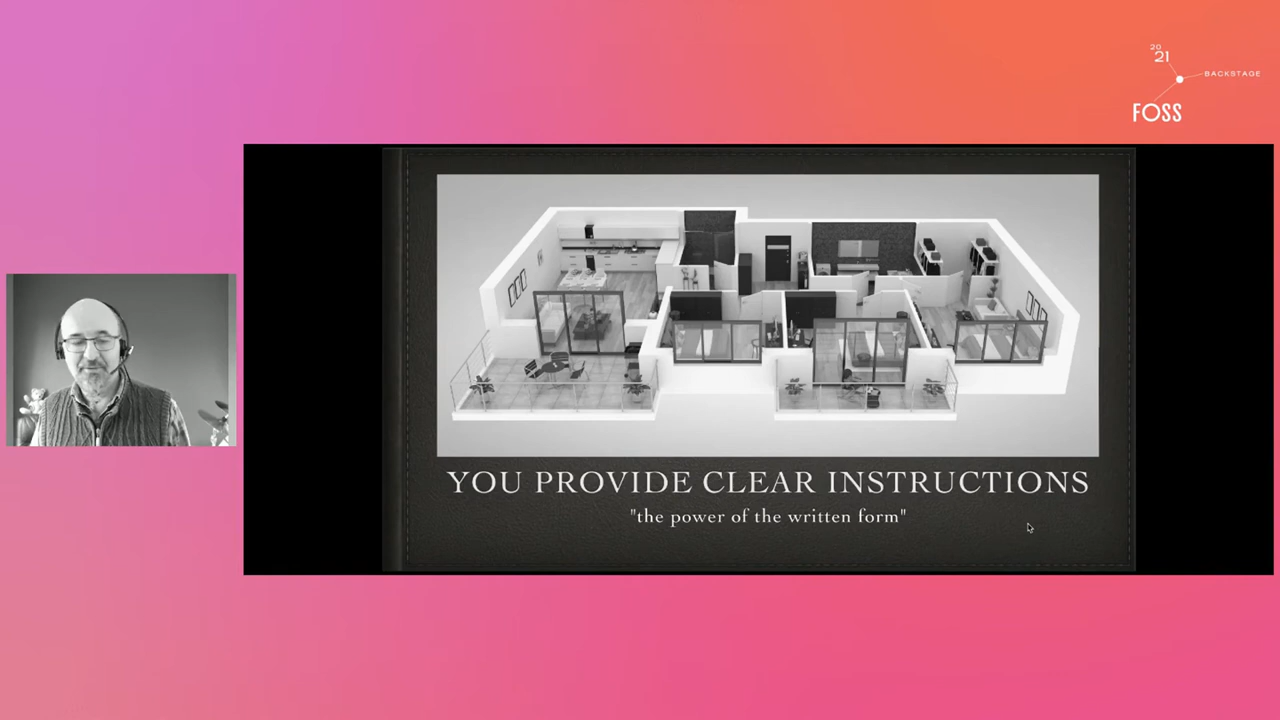 20
21
BACKSTAGE
FOSS
YOU PROVIDE CLEAR INSTRUCTIONS
"the power of the written form"